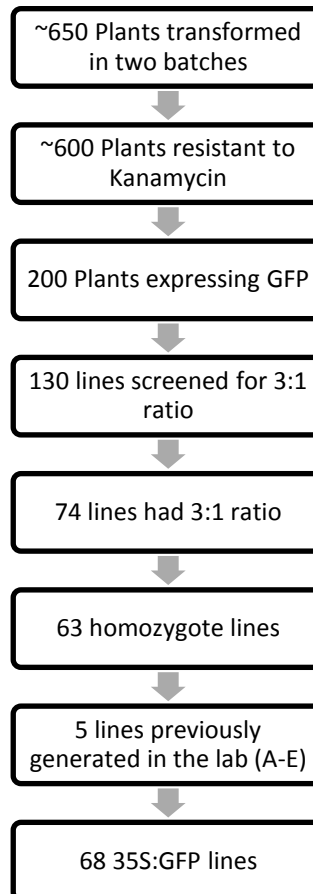 ~650 Plants transformed
in two batches
~600 Plants resistant to
Kanamycin
200 Plants expressing GFP
130 lines screened for 3:1
ratio
74 lines had 3:1 ratio
63 homozygote lines
5 lines previously
generated in the lab (A-E)
68 35S:GFP lines